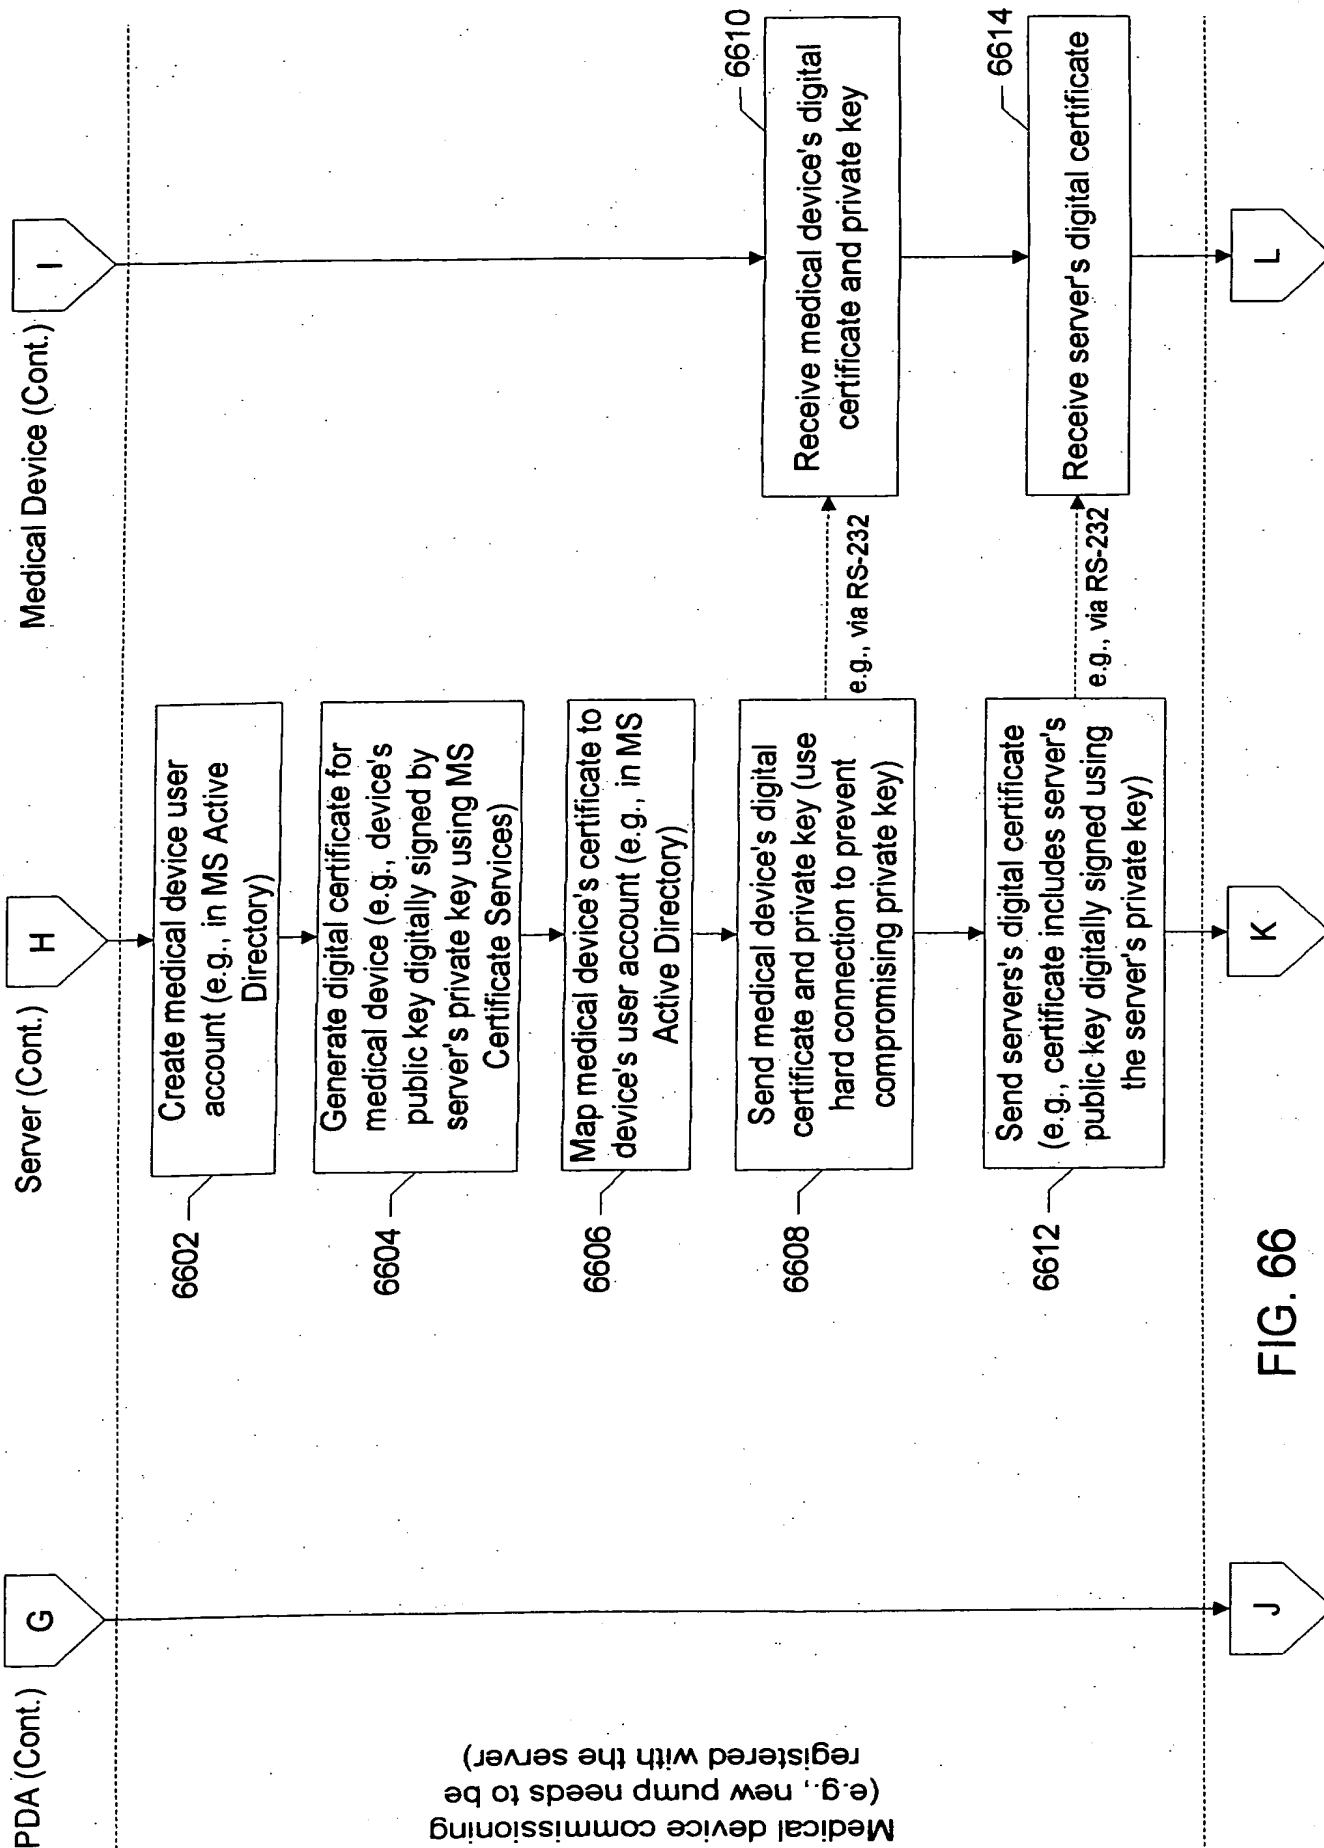 PDA (Cont.)
Server (Cont.)
Medical Device (Cont.)
G
H
I
Medical device commissioning
(e.g., new pump needs to be
registered with the server)
6602
Create medical device user
account (e.g., in MS Active
Directory)
6604
Generate digital certificate for
medical device (e.g., device's
public key digitally signed by
server's private key using MS
Certificate Services)
6606
Map medical device's certificate to
device's user account (e.g., in MS
Active Directory)
6608
Send medical device's digital
certificate and private key (use
hard connection to prevent
compromising private key)
e.g., via RS-232
6610
Receive medical device's digital
certificate and private key
6612
Send servers's digital certificate
(e.g., certificate includes server's
public key digitally signed using
the server's private key)
e.g., via RS-232
6614
Receive server's digital certificate
J
K
L
FIG. 66